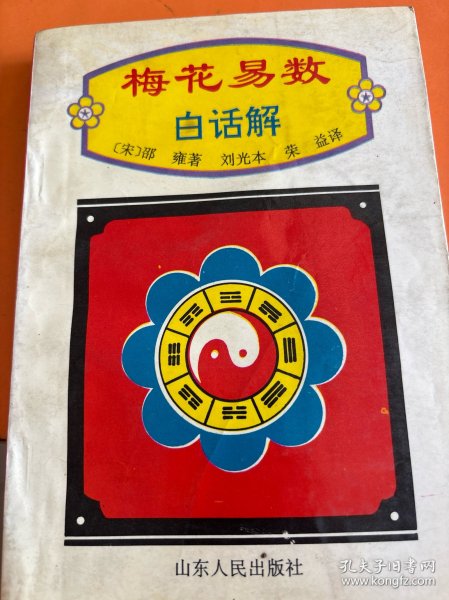 梅花易数
白话解
〔宋〕邵 雍著 刘光本 荣 益译
山东人民出版社
孔夫子旧书网
www.kongfz.com